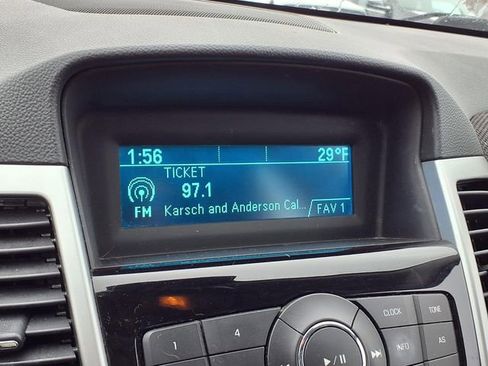 1:56 29°F
TICKET
97.1
FM Karsch and Anderson Cal... FAV 1
1 4 CLOCK TONE
INFO AS